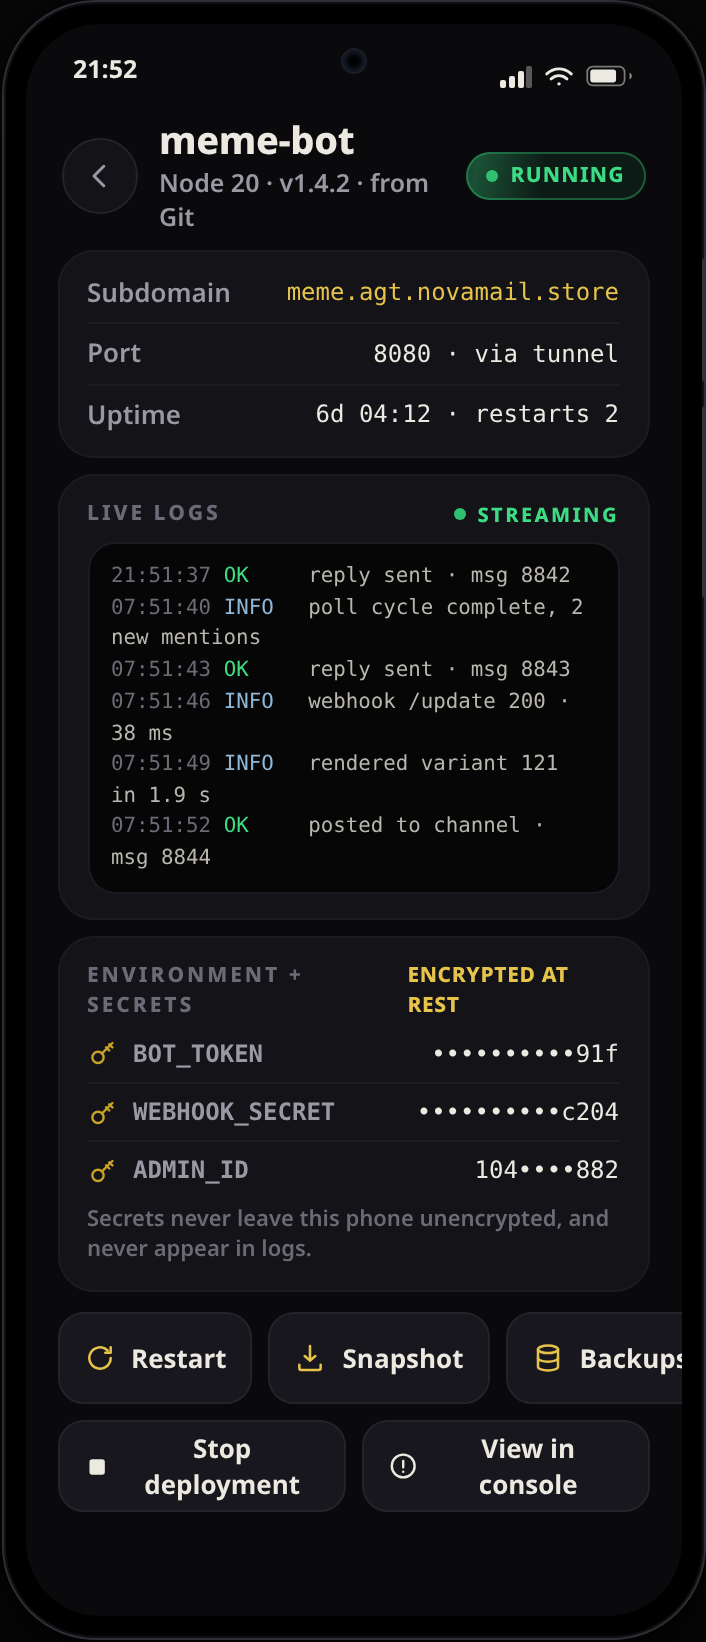 21:52
meme-bot
Node 20 · v1.4.2 · from
Git
RUNNING
Subdomain meme.agt.novamail.store
Port 8080 · via tunnel
Uptime 6d 04:12 · restarts 2
LIVE LOGS STREAMING
21:51:37 OK reply sent · msg 8842
07:51:40 INFO poll cycle complete, 2
new mentions
07:51:43 OK reply sent · msg 8843
07:51:46 INFO webhook /update 200 ·
38 ms
07:51:49 INFO rendered variant 121
in 1.9 s
07:51:52 OK posted to channel ·
msg 8844
ENVIRONMENT +
SECRETS
ENCRYPTED AT
REST
BOT_TOKEN ••••••••••91f
WEBHOOK_SECRET ••••••••••c204
ADMIN_ID 104••••882
Secrets never leave this phone unencrypted, and
never appear in logs.
Restart Snapshot Backups
Stop
deployment
View in
console